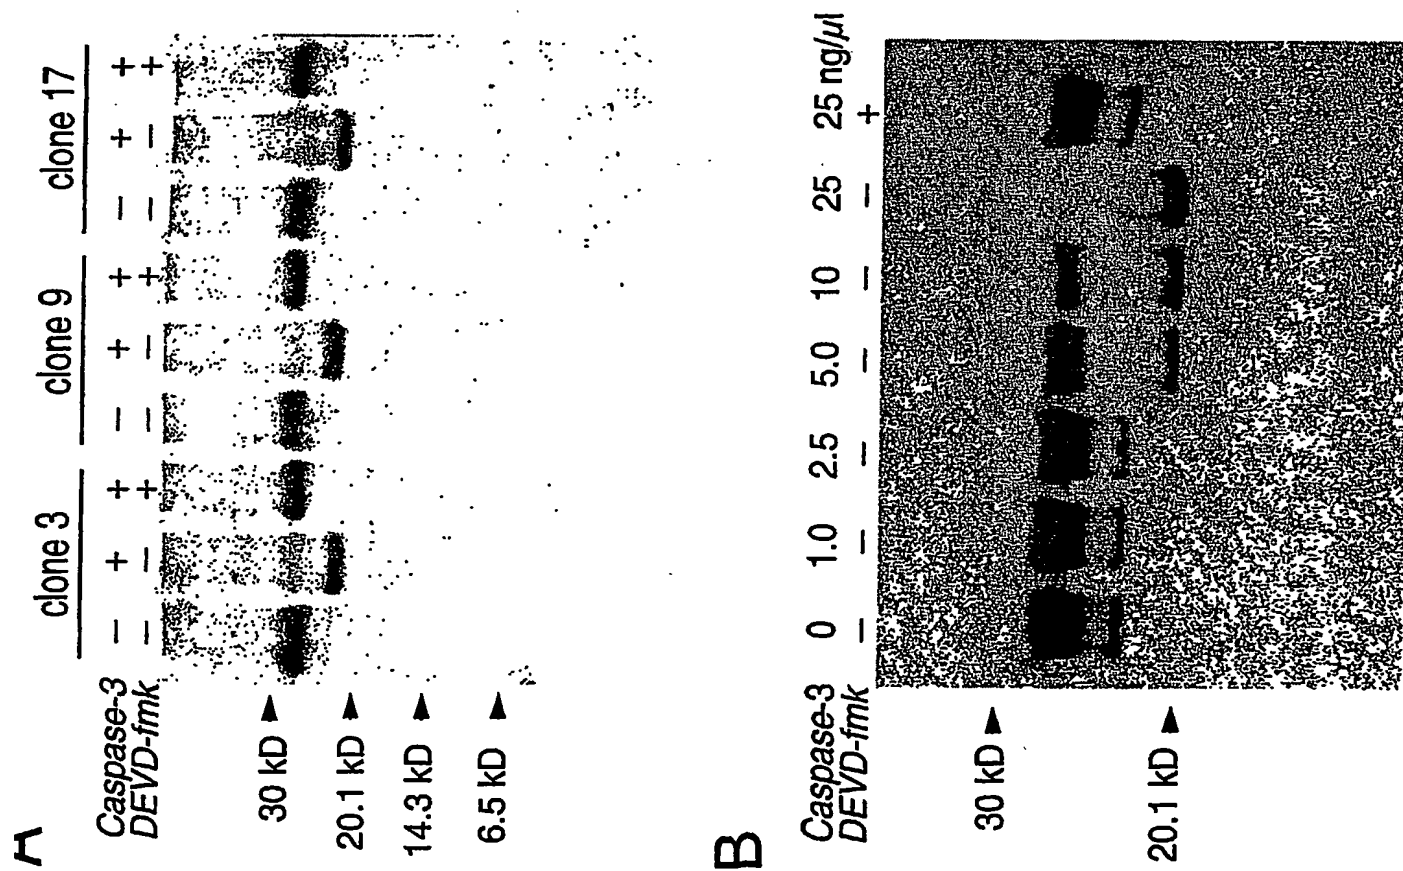 A
clone 3 clone 9 clone 17
Caspase-3 − + + − + + − + +
DEVD-fmk − − + − − + − − +
30 kD
20.1 kD
14.3 kD
6.5 kD
B
Caspase-3 0 1.0 2.5 5.0 10 25 25 ng/µl
DEVD-fmk − − − − − − +
30 kD
20.1 kD